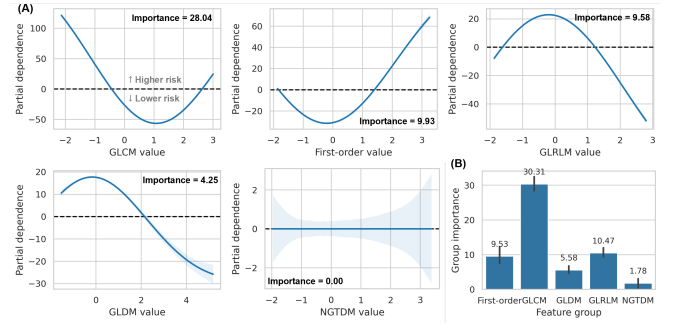 (A)
Importance = 28.04
Partial dependence
100
50
0
−50
↑ Higher risk
↓ Lower risk
−2 −1 0 1 2 3
GLCM value
Importance = 9.93
Partial dependence
60
40
20
0
−20
−2 −1 0 1 2 3
First-order value
Importance = 9.58
Partial dependence
20
0
−20
−40
−2 −1 0 1 2 3
GLRLM value
Importance = 4.25
Partial dependence
20
10
0
−10
−20
−30
0 2 4
GLDM value
Partial dependence
2
0
−2
Importance = 0.00
−2 −1 0 1 2 3
NGTDM value
(B)
Group importance
30
20
10
0
9.53
30.31
5.58
10.47
1.78
First-order GLCM GLDM GLRLM NGTDM
Feature group